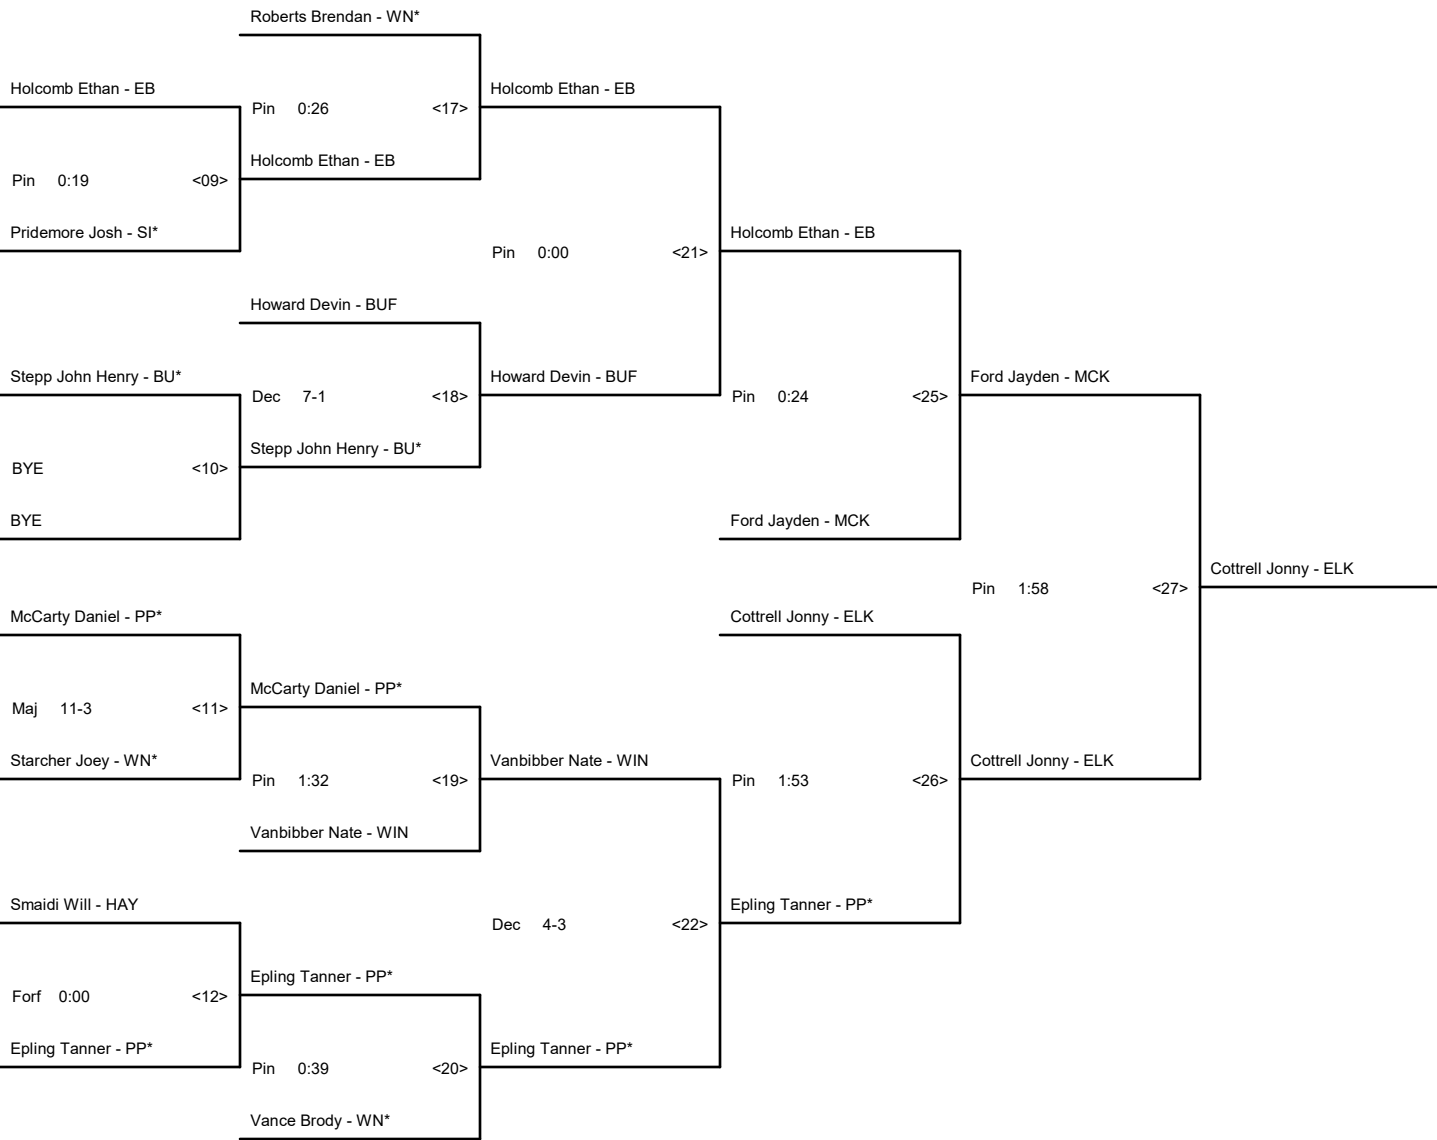 Roberts Brendan - WN*
Holcomb Ethan - EB
Holcomb Ethan - EB
Pin 0:26 <17>
Holcomb Ethan - EB
Pin 0:19 <09>
Pridemore Josh - SI*
Holcomb Ethan - EB
Pin 0:00 <21>
Howard Devin - BUF
Stepp John Henry - BU*
Howard Devin - BUF
Ford Jayden - MCK
Dec 7-1 <18>
Pin 0:24 <25>
Stepp John Henry - BU*
BYE <10>
BYE
Ford Jayden - MCK
Cottrell Jonny - ELK
Pin 1:58 <27>
McCarty Daniel - PP*
Cottrell Jonny - ELK
McCarty Daniel - PP*
Maj 11-3 <11>
Starcher Joey - WN*
Vanbibber Nate - WIN
Cottrell Jonny - ELK
Pin 1:32 <19>
Pin 1:53 <26>
Vanbibber Nate - WIN
Smaidi Will - HAY
Epling Tanner - PP*
Dec 4-3 <22>
Epling Tanner - PP*
Forf 0:00 <12>
Epling Tanner - PP*
Epling Tanner - PP*
Pin 0:39 <20>
Vance Brody - WN*